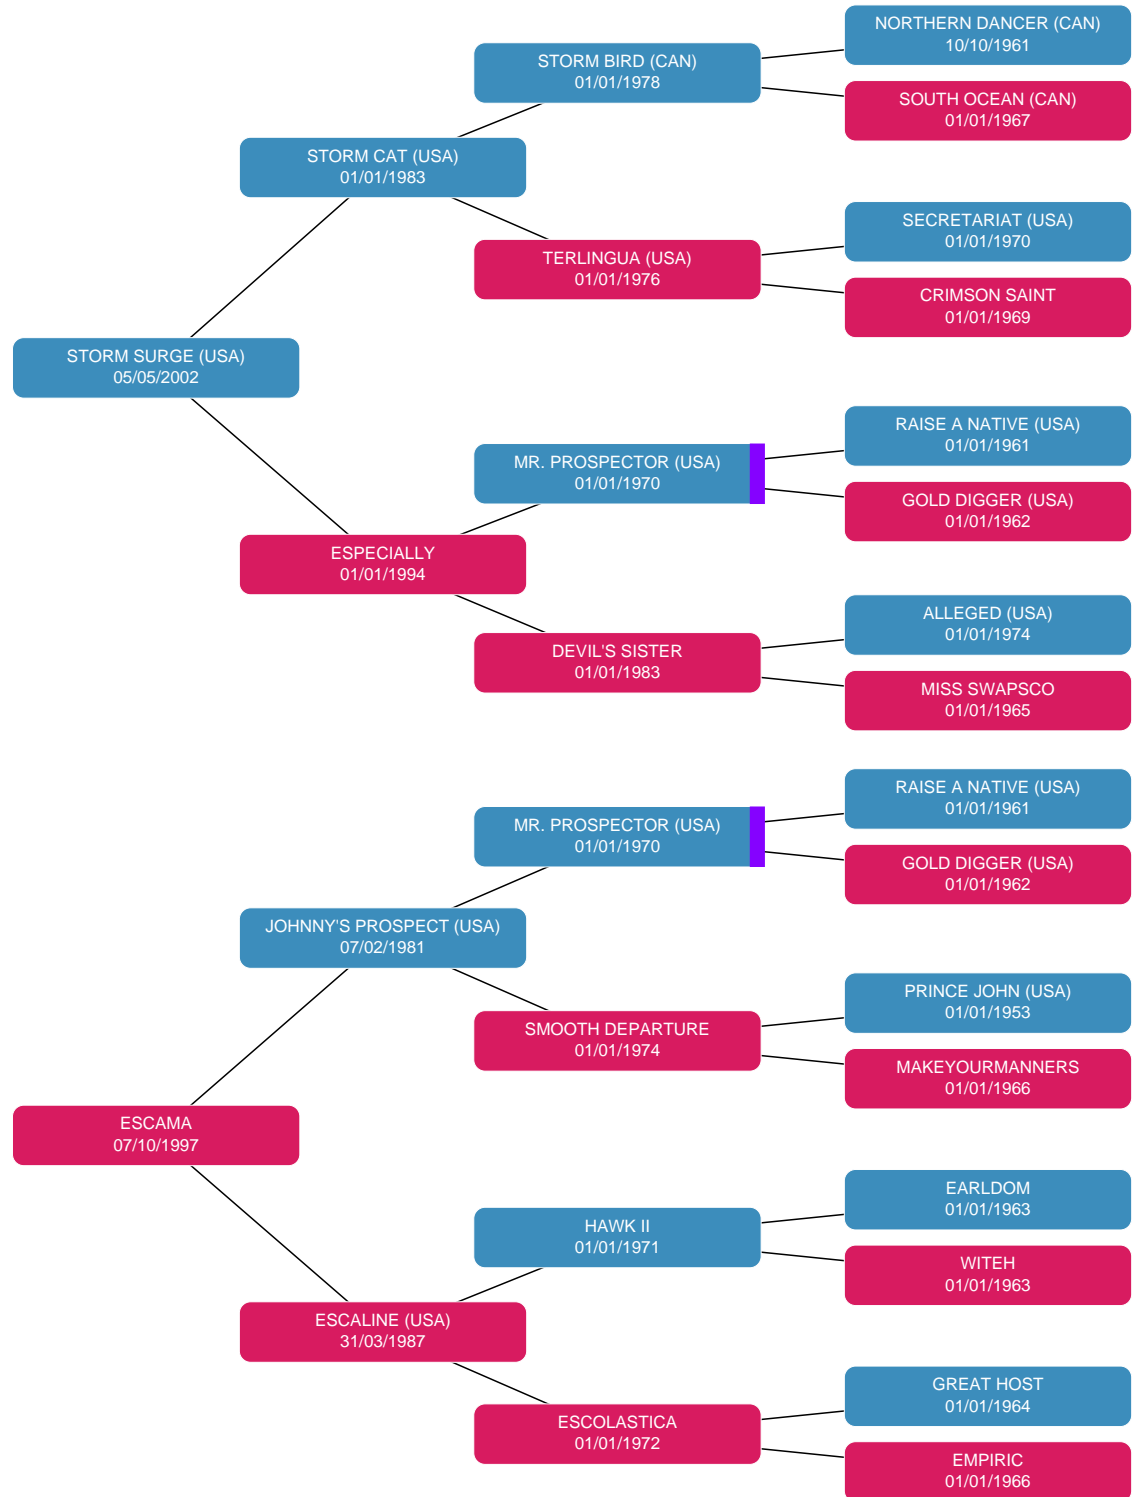 NORTHERN DANCER (CAN)
10/10/1961
STORM BIRD (CAN)
01/01/1978
SOUTH OCEAN (CAN)
01/01/1967
STORM CAT (USA)
01/01/1983
SECRETARIAT (USA)
01/01/1970
TERLINGUA (USA)
01/01/1976
CRIMSON SAINT
01/01/1969
STORM SURGE (USA)
05/05/2002
RAISE A NATIVE (USA)
01/01/1961
MR. PROSPECTOR (USA)
01/01/1970
GOLD DIGGER (USA)
01/01/1962
ESPECIALLY
01/01/1994
ALLEGED (USA)
01/01/1974
DEVIL'S SISTER
01/01/1983
MISS SWAPSCO
01/01/1965
RAISE A NATIVE (USA)
01/01/1961
MR. PROSPECTOR (USA)
01/01/1970
GOLD DIGGER (USA)
01/01/1962
JOHNNY'S PROSPECT (USA)
07/02/1981
PRINCE JOHN (USA)
01/01/1953
SMOOTH DEPARTURE
01/01/1974
MAKEYOURMANNERS
01/01/1966
ESCAMA
07/10/1997
EARLDOM
01/01/1963
HAWK II
01/01/1971
WITEH
01/01/1963
ESCALINE (USA)
31/03/1987
GREAT HOST
01/01/1964
ESCOLASTICA
01/01/1972
EMPIRIC
01/01/1966